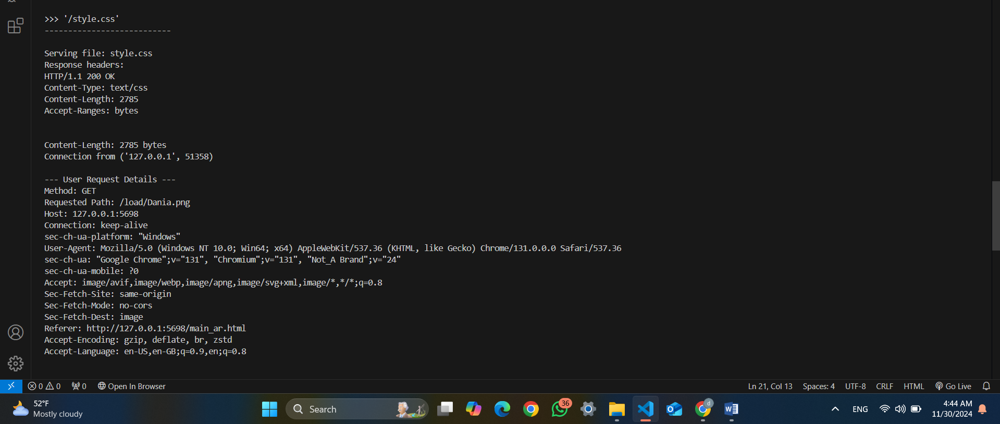 >>> '/style.css'
---------------------------
Serving file: style.css
Response headers:
HTTP/1.1 200 OK
Content-Type: text/css
Content-Length: 2785
Accept-Ranges: bytes
Content-Length: 2785 bytes
Connection from ('127.0.0.1', 51358)
--- User Request Details ---
Method: GET
Requested Path: /load/Dania.png
Host: 127.0.0.1:5698
Connection: keep-alive
sec-ch-ua-platform: "Windows"
User-Agent: Mozilla/5.0 (Windows NT 10.0; Win64; x64) AppleWebKit/537.36 (KHTML, like Gecko) Chrome/131.0.0.0 Safari/537.36
sec-ch-ua: "Google Chrome";v="131", "Chromium";v="131", "Not_A Brand";v="24"
sec-ch-ua-mobile: ?0
Accept: image/avif,image/webp,image/apng,image/svg+xml,image/*,*/*;q=0.8
Sec-Fetch-Site: same-origin
Sec-Fetch-Mode: no-cors
Sec-Fetch-Dest: image
Referer: http://127.0.0.1:5698/main_ar.html
Accept-Encoding: gzip, deflate, br, zstd
Accept-Language: en-US,en-GB;q=0.9,en;q=0.8
0 0 0 Open In Browser Ln 21, Col 13 Spaces: 4 UTF-8 CRLF HTML Go Live
52°F
Mostly cloudy
Search
36
d
ENG
4:44 AM
11/30/2024